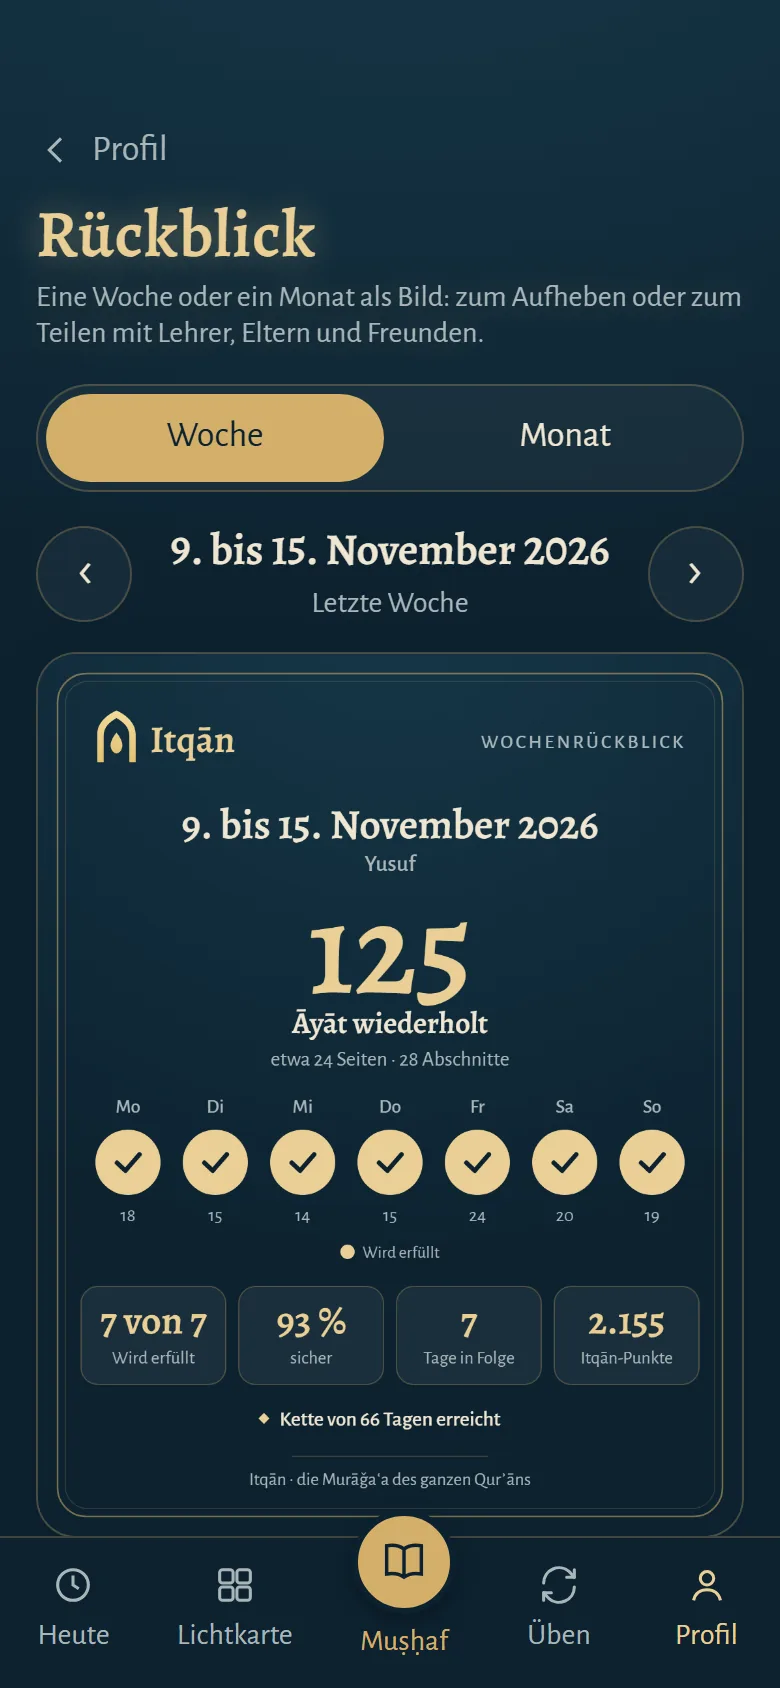 Profil
Rückblick
Eine Woche oder ein Monat als Bild: zum Aufheben oder zum
Teilen mit Lehrer, Eltern und Freunden.
Woche Monat
9. bis 15. November 2026
Letzte Woche
Itqān WOCHENRÜCKBLICK
9. bis 15. November 2026
Yusuf
125
Āyāt wiederholt
etwa 24 Seiten · 28 Abschnitte
Mo Di Mi Do Fr Sa So
18 15 14 15 24 20 19
Wird erfüllt
7 von 7 93 % 7 2.155
Wird erfüllt sicher Tage in Folge Itqān-Punkte
Kette von 66 Tagen erreicht
Itqān · die Murāǧaʿa des ganzen Qurʾāns
Heute Lichtkarte Muṣḥaf Üben Profil